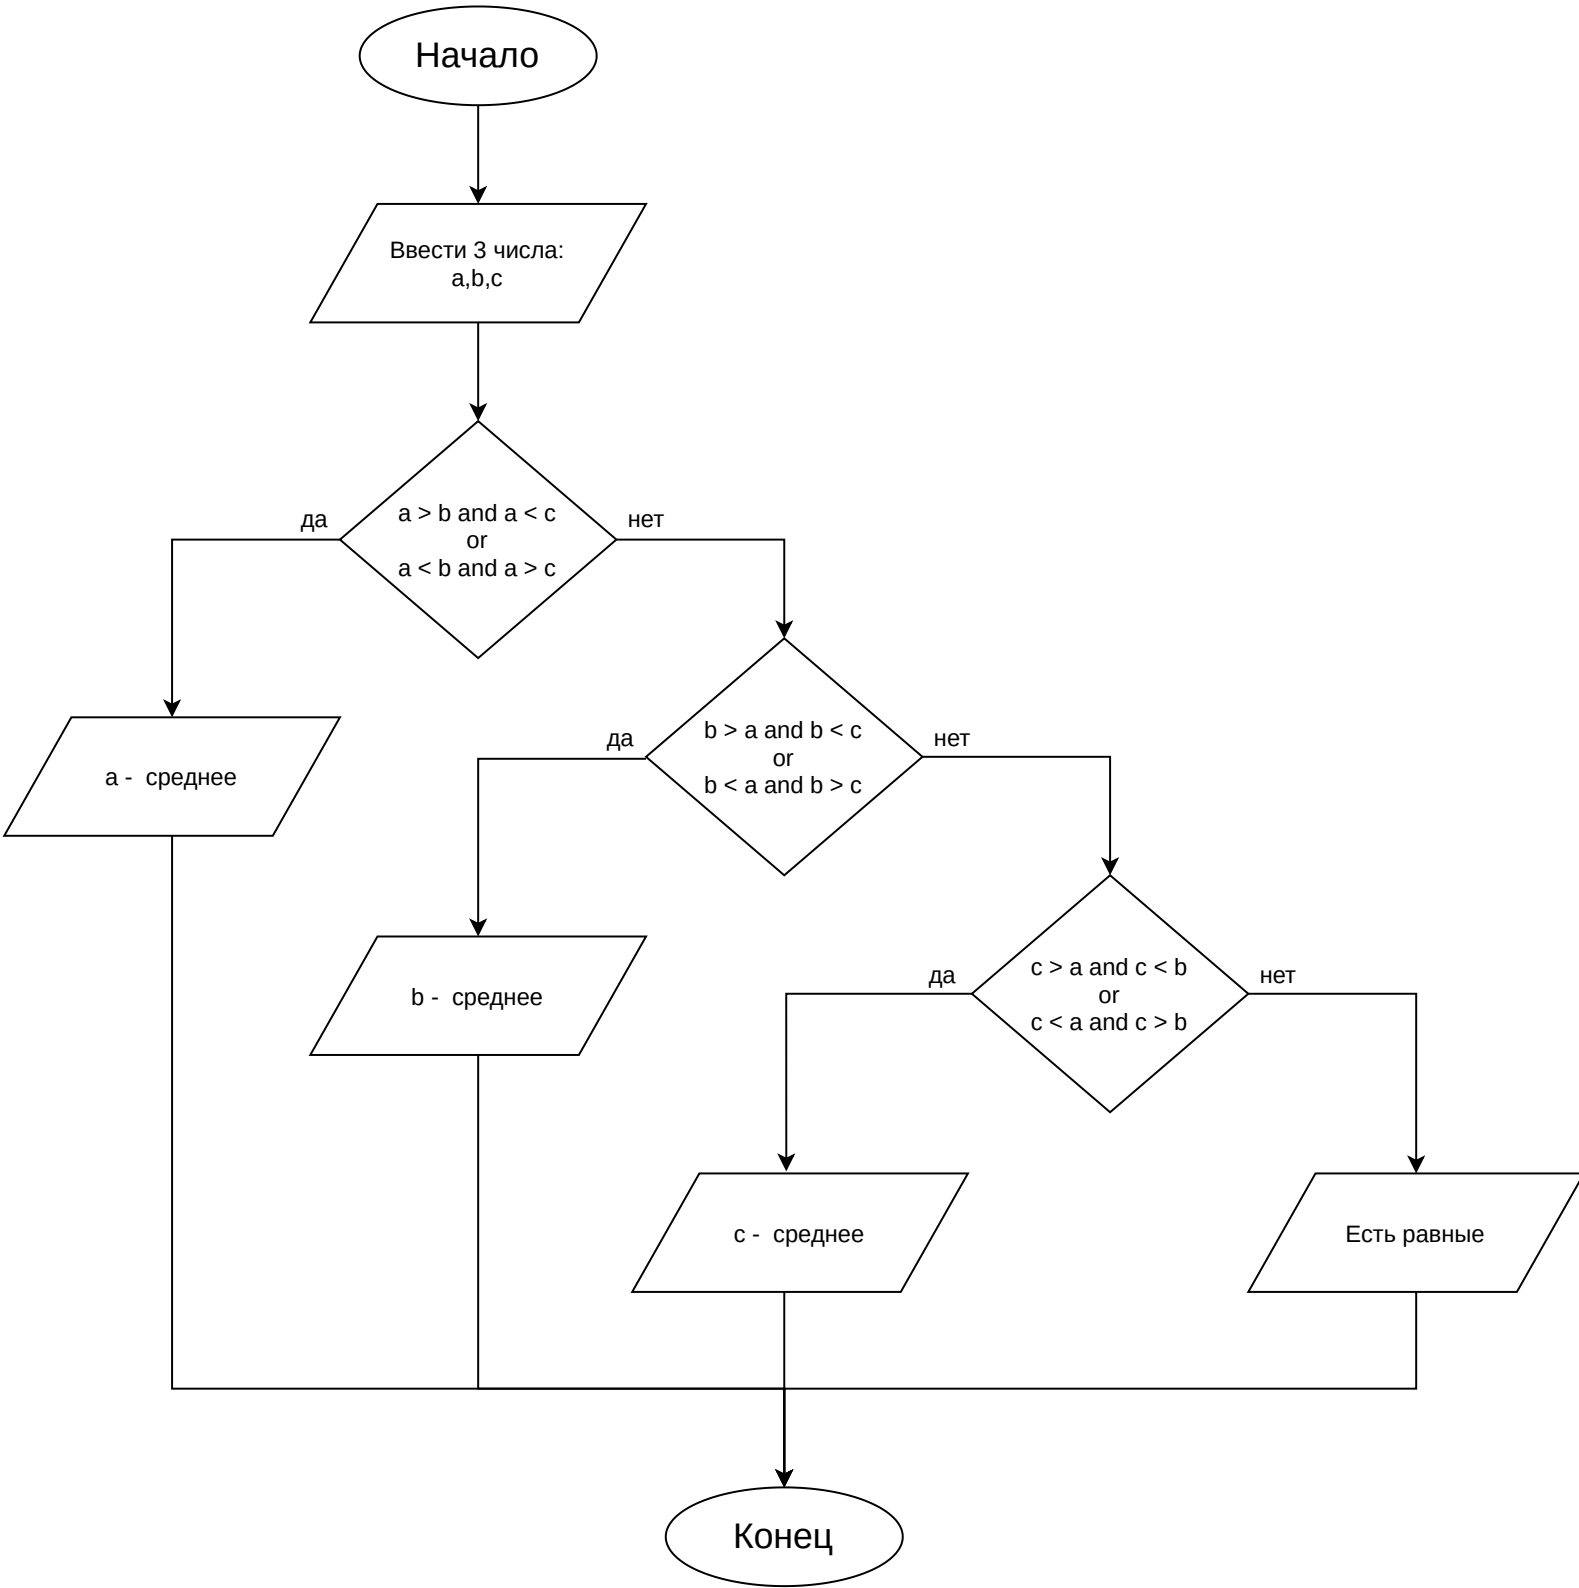 Начало
Ввести 3 числа:
a,b,c
a > b and a < c
or
a < b and a > c
да
нет
b > a and b < c
or
b < a and b > c
да
нет
a -  среднее
c > a and c < b
or
c < a and c > b
да
нет
b -  среднее
c -  среднее
Есть равные
Конец